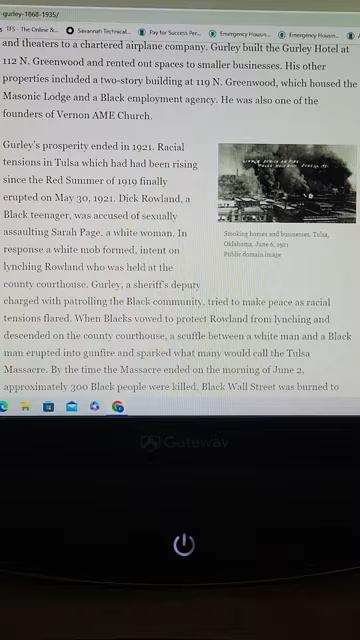 -gurley-1868-1935/
TFS - The Online &...
Savannah Technical...
Pay for Success Per...
Emergency Housin...
Emergency Housin...
and theaters to a chartered airplane company. Gurley built the Gurley Hotel at
112 N. Greenwood and rented out spaces to smaller businesses. His other
properties included a two-story building at 119 N. Greenwood, which housed the
Masonic Lodge and a Black employment agency. He was also one of the
founders of Vernon AME Church.
Gurley's prosperity ended in 1921. Racial
tensions in Tulsa which had had been rising
since the Red Summer of 1919 finally
erupted on May 30, 1921. Dick Rowland, a
Black teenager, was accused of sexually
assaulting Sarah Page, a white woman. In
response a white mob formed, intent on
lynching Rowland who was held at the
county courthouse. Gurley, a sheriff's deputy
Smoking homes and businesses, Tulsa,
Oklahoma, June 6, 1921
Public domain image
charged with patrolling the Black community, tried to make peace as racial
tensions flared. When Blacks vowed to protect Rowland from lynching and
descended on the county courthouse, a scuffle between a white man and a Black
man erupted into gunfire and sparked what many would call the Tulsa
Massacre. By the time the Massacre ended on the morning of June 2,
approximately 300 Black people were killed, Black Wall Street was burned to
Gateway